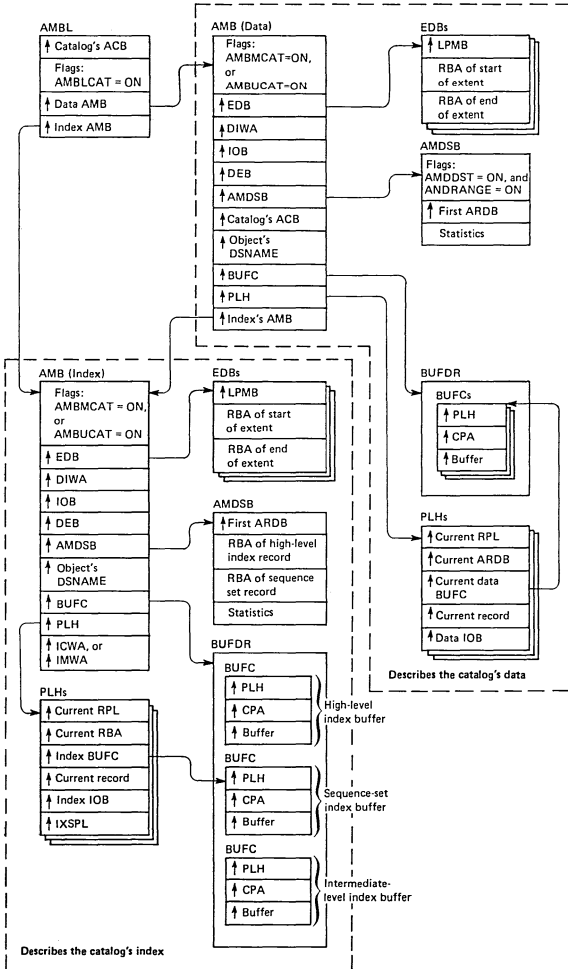 AMBL
↑ Catalog's ACB
Flags:
AMBLCAT = ON
↑ Data AMB
↑ Index AMB
AMB (Data)
Flags:
AMBMCAT=ON,
or
AMBUCAT=ON
↑ EDB
↑ DIWA
↑ IOB
↑ DEB
↑ AMDSB
↑ Catalog's ACB
↑ Object's
DSNAME
↑ BUFC
↑ PLH
↑ Index's AMB
EDBs
↑ LPMB
RBA of start
of extent
RBA of end
of extent
AMDSB
Flags:
AMDDST = ON, and
ANDRANGE = ON
↑ First ARDB
Statistics
BUFDR
BUFCs
↑ PLH
↑ CPA
↑ Buffer
PLHs
↑ Current RPL
↑ Current ARDB
↑ Current data
BUFC
↑ Current record
↑ Data IOB
Describes the catalog's data
AMB (Index)
Flags:
AMBMCAT = ON,
or
AMBUCAT = ON
↑ EDB
↑ DIWA
↑ IOB
↑ DEB
↑ AMDSB
↑ Object's
DSNAME
↑ BUFC
↑ PLH
↑ ICWA, or
↑ IMWA
EDBs
↑ LPMB
RBA of start
of extent
RBA of end
of extent
AMDSB
↑ First ARDB
RBA of high-level
index record
RBA of sequence
set record
Statistics
PLHs
↑ Current RPL
↑ Current RBA
↑ Index BUFC
↑ Current record
↑ Index IOB
↑ IXSPL
BUFDR
BUFC
↑ PLH
↑ CPA
↑ Buffer
High-level
index buffer
BUFC
↑ PLH
↑ CPA
↑ Buffer
Sequence-set
index buffer
BUFC
↑ PLH
↑ CPA
↑ Buffer
Intermediate-
level index buffer
Describes the catalog's index